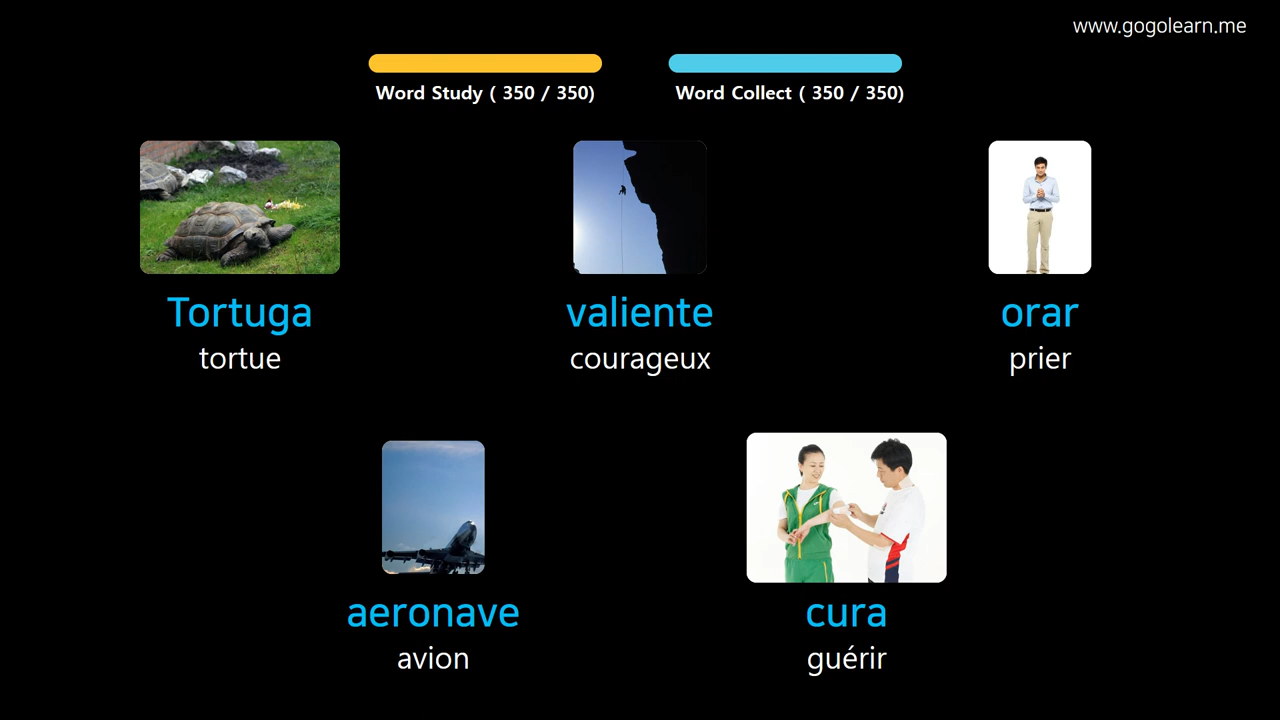 www.gogolearn.me
Word Study ( 350 / 350)
Word Collect ( 350 / 350)
Tortuga
tortue
valiente
courageux
orar
prier
aeronave
avion
cura
guérir